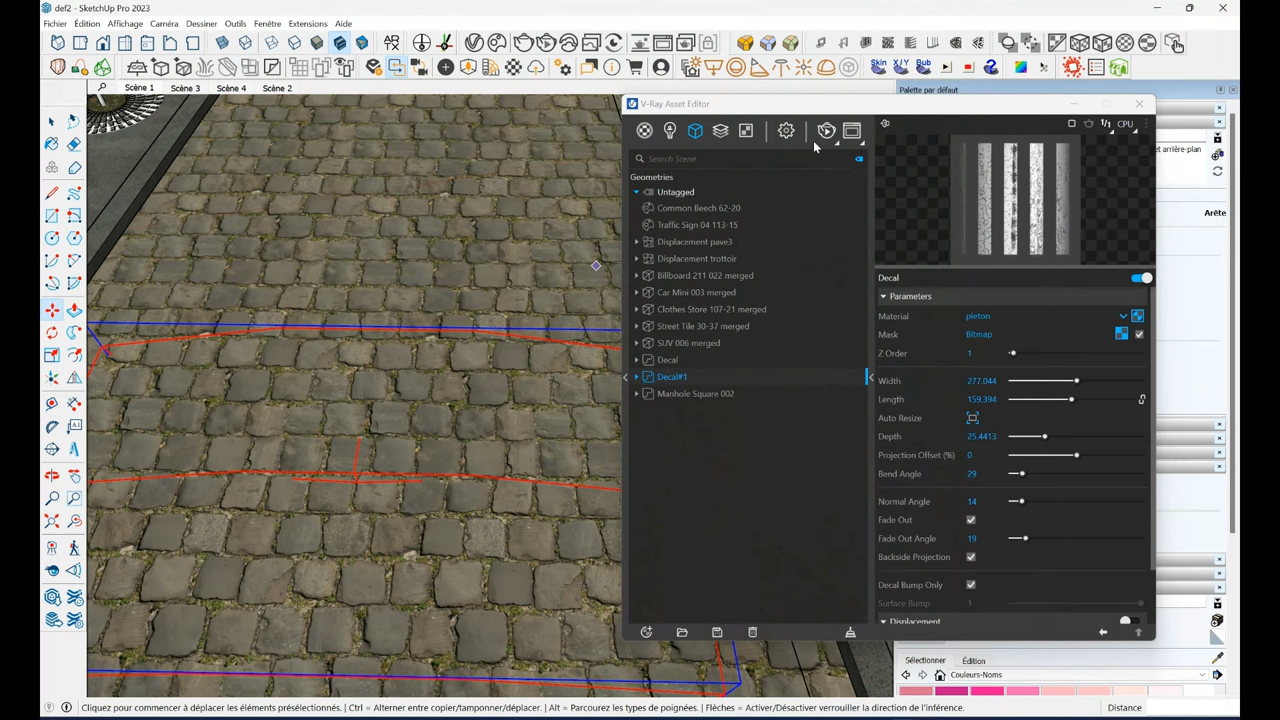 def2 - SketchUp Pro 2023
Fichier Édition Affichage Caméra Dessiner Outils Fenêtre Extensions Aide
Scène 1 Scène 3 Scène 4 Scène 2
Palette par défaut
V-Ray Asset Editor
CPU
Search Scene
Geometries
Untagged
Common Beech 62-20
Traffic Sign 04 113-15
Displacement pave3
Displacement trottoir
Billboard 211 022 merged
Car Mini 003 merged
Clothes Store 107-21 merged
Street Tile 30-37 merged
SUV 006 merged
Decal
Decal#1
Manhole Square 002
Decal
Parameters
Material pieton
Mask Bitmap
Z Order 1
Width 277.044
Length 159.394
Auto Resize
Depth 25.4413
Projection Offset (%) 0
Bend Angle 29
Normal Angle 14
Fade Out
Fade Out Angle 19
Backside Projection
Decal Bump Only
Surface Bump 1
Displacement
et arrière-plan
Arête
Sélectionner Édition
Couleurs-Noms
Cliquez pour commencer à déplacer les éléments présélectionnés. | Ctrl = Alterner entre copier/tamponner/déplacer. | Alt = Parcourez les types de poignées. | Flèches = Activer/Désactiver verrouiller la direction de l'inférence.
Distance